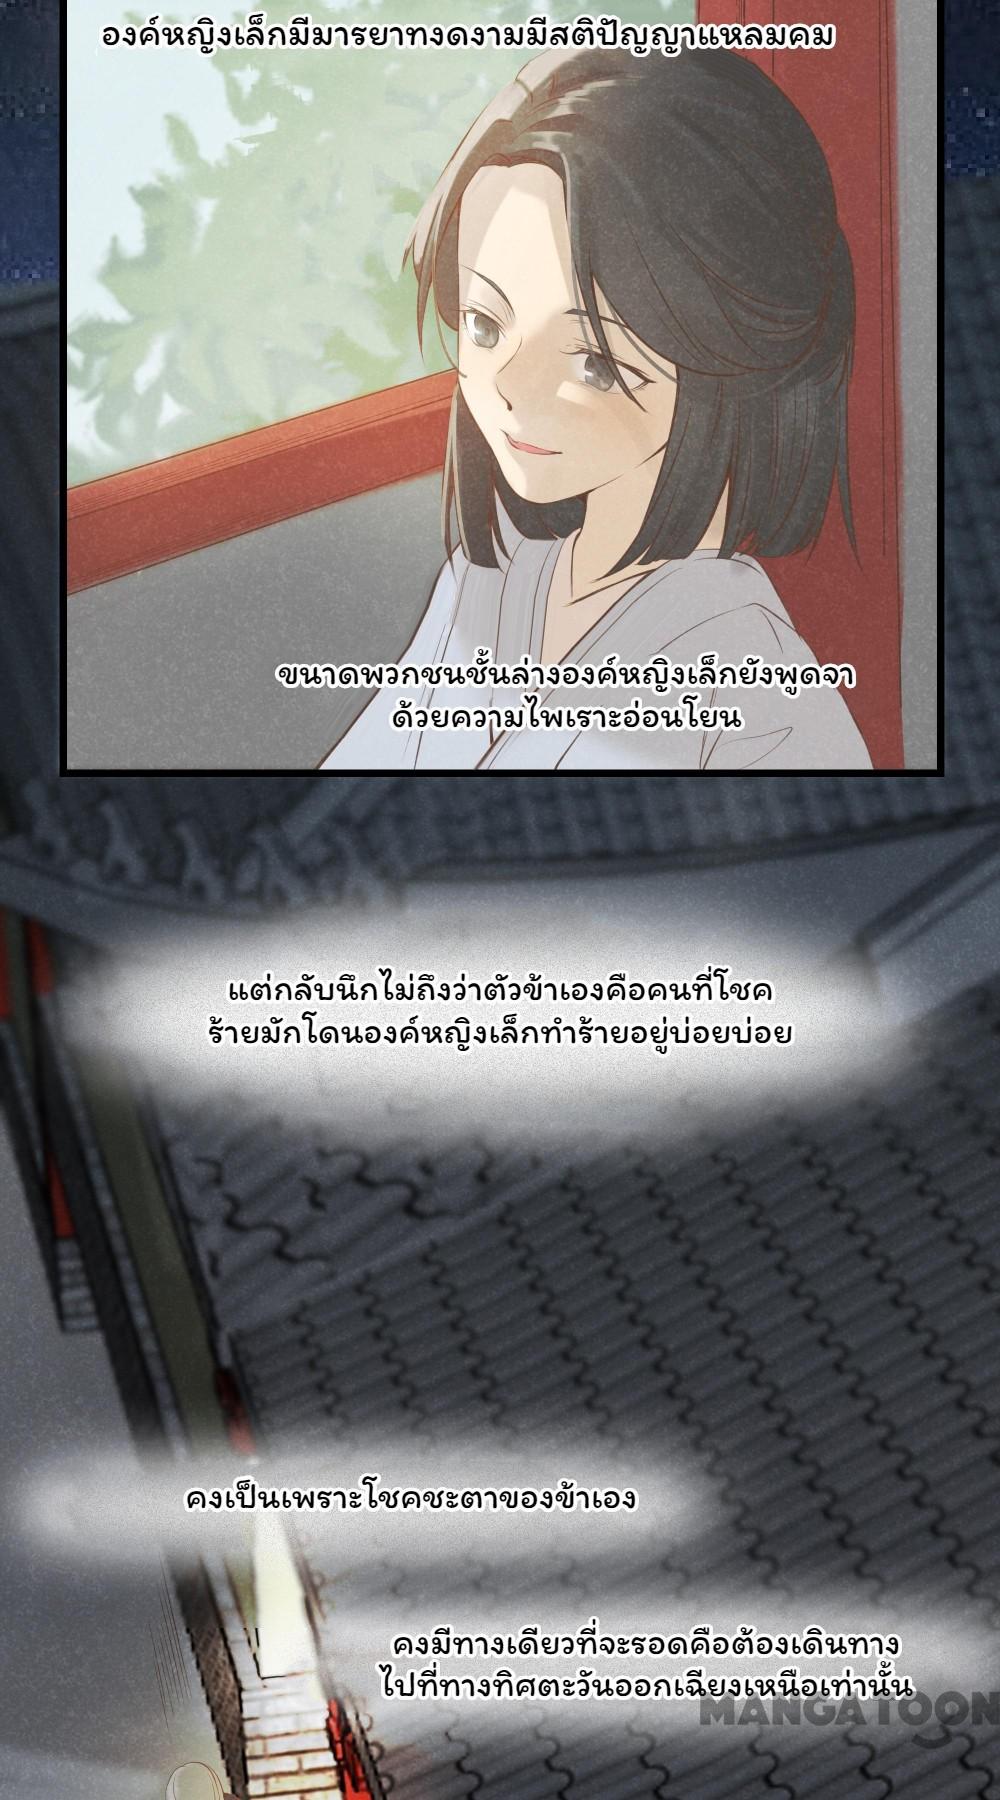 องค์หญิงเล็กมีมารยาทงดงามมีสติปัญญาแหลมคม
ขนาดพวกชนชั้นล่างองค์หญิงเล็กยังพูดจา
ด้วยความไพเราะอ่อนโยน
แต่กลับนึกไม่ถึงว่าตัวข้าเองคือคนที่โชค
ร้ายมักโดนองค์หญิงเล็กทำร้ายอยู่บ่อยบ่อย
คงเป็นเพราะโชคชะตาของข้าเอง
คงมีทางเดียวที่จะรอดคือต้องเดินทาง
ไปที่ทางทิศตะวันออกเฉียงเหนือเท่านั้น
MANGATOON